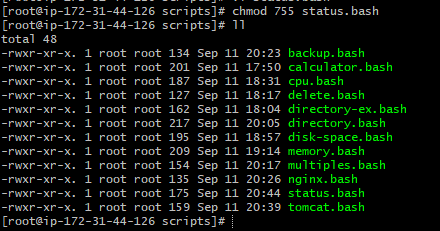 [root@ip-172-31-44-126 scripts]# chmod 755 status.bash
[root@ip-172-31-44-126 scripts]# ll
total 48
-rwxr-xr-x. 1 root root 134 Sep 11 20:23 backup.bash
-rwxr-xr-x. 1 root root 201 Sep 11 17:50 calculator.bash
-rwxr-xr-x. 1 root root 187 Sep 11 18:31 cpu.bash
-rwxr-xr-x. 1 root root 127 Sep 11 18:17 delete.bash
-rwxr-xr-x. 1 root root 162 Sep 11 18:04 directory-ex.bash
-rwxr-xr-x. 1 root root 217 Sep 11 20:05 directory.bash
-rwxr-xr-x. 1 root root 195 Sep 11 18:57 disk-space.bash
-rwxr-xr-x. 1 root root 209 Sep 11 19:14 memory.bash
-rwxr-xr-x. 1 root root 154 Sep 11 20:17 multiples.bash
-rwxr-xr-x. 1 root root 135 Sep 11 20:26 nginx.bash
-rwxr-xr-x. 1 root root 175 Sep 11 20:44 status.bash
-rwxr-xr-x. 1 root root 159 Sep 11 20:39 tomcat.bash
[root@ip-172-31-44-126 scripts]#